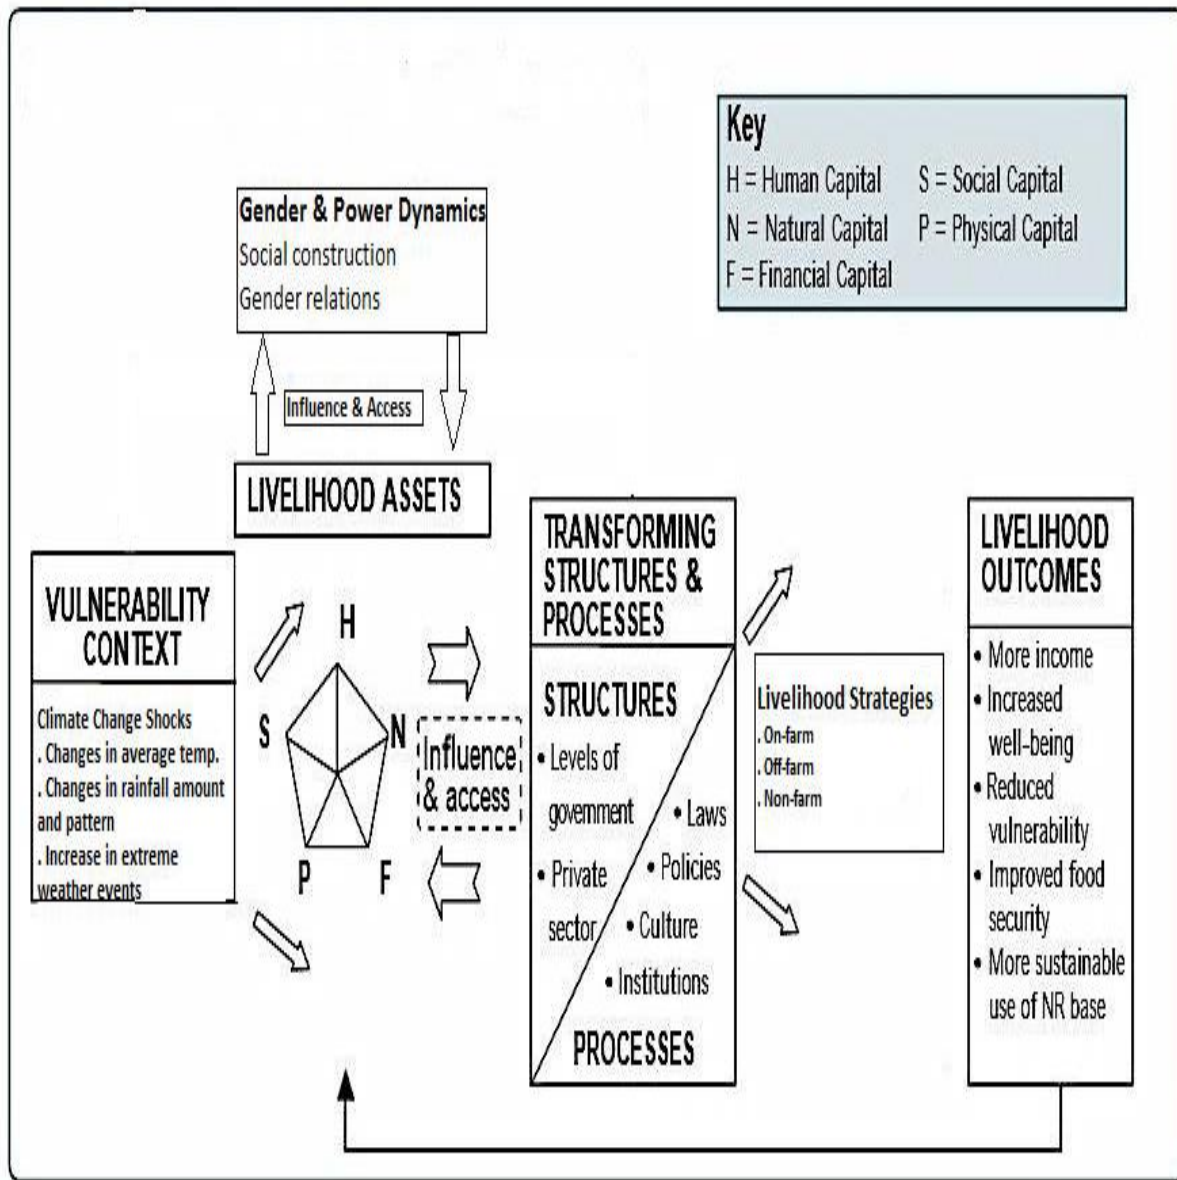 Key
H = Human Capital S = Social Capital
N = Natural Capital P = Physical Capital
F = Financial Capital
Gender & Power Dynamics
Social construction
Gender relations
Influence & Access
LIVELIHOOD ASSETS
VULNERABILITY
CONTEXT
Climate Change Shocks
. Changes in average temp.
. Changes in rainfall amount
and pattern
. Increase in extreme
weather events
H
S
N
P
F
Influence
& access
TRANSFORMING
STRUCTURES &
PROCESSES
STRUCTURES
• Levels of
government
• Private
sector
• Laws
• Policies
• Culture
• Institutions
PROCESSES
Livelihood Strategies
. On-farm
. Off-farm
. Non-farm
LIVELIHOOD
OUTCOMES
• More income
• Increased
well-being
• Reduced
vulnerability
• Improved food
security
• More sustainable
use of NR base